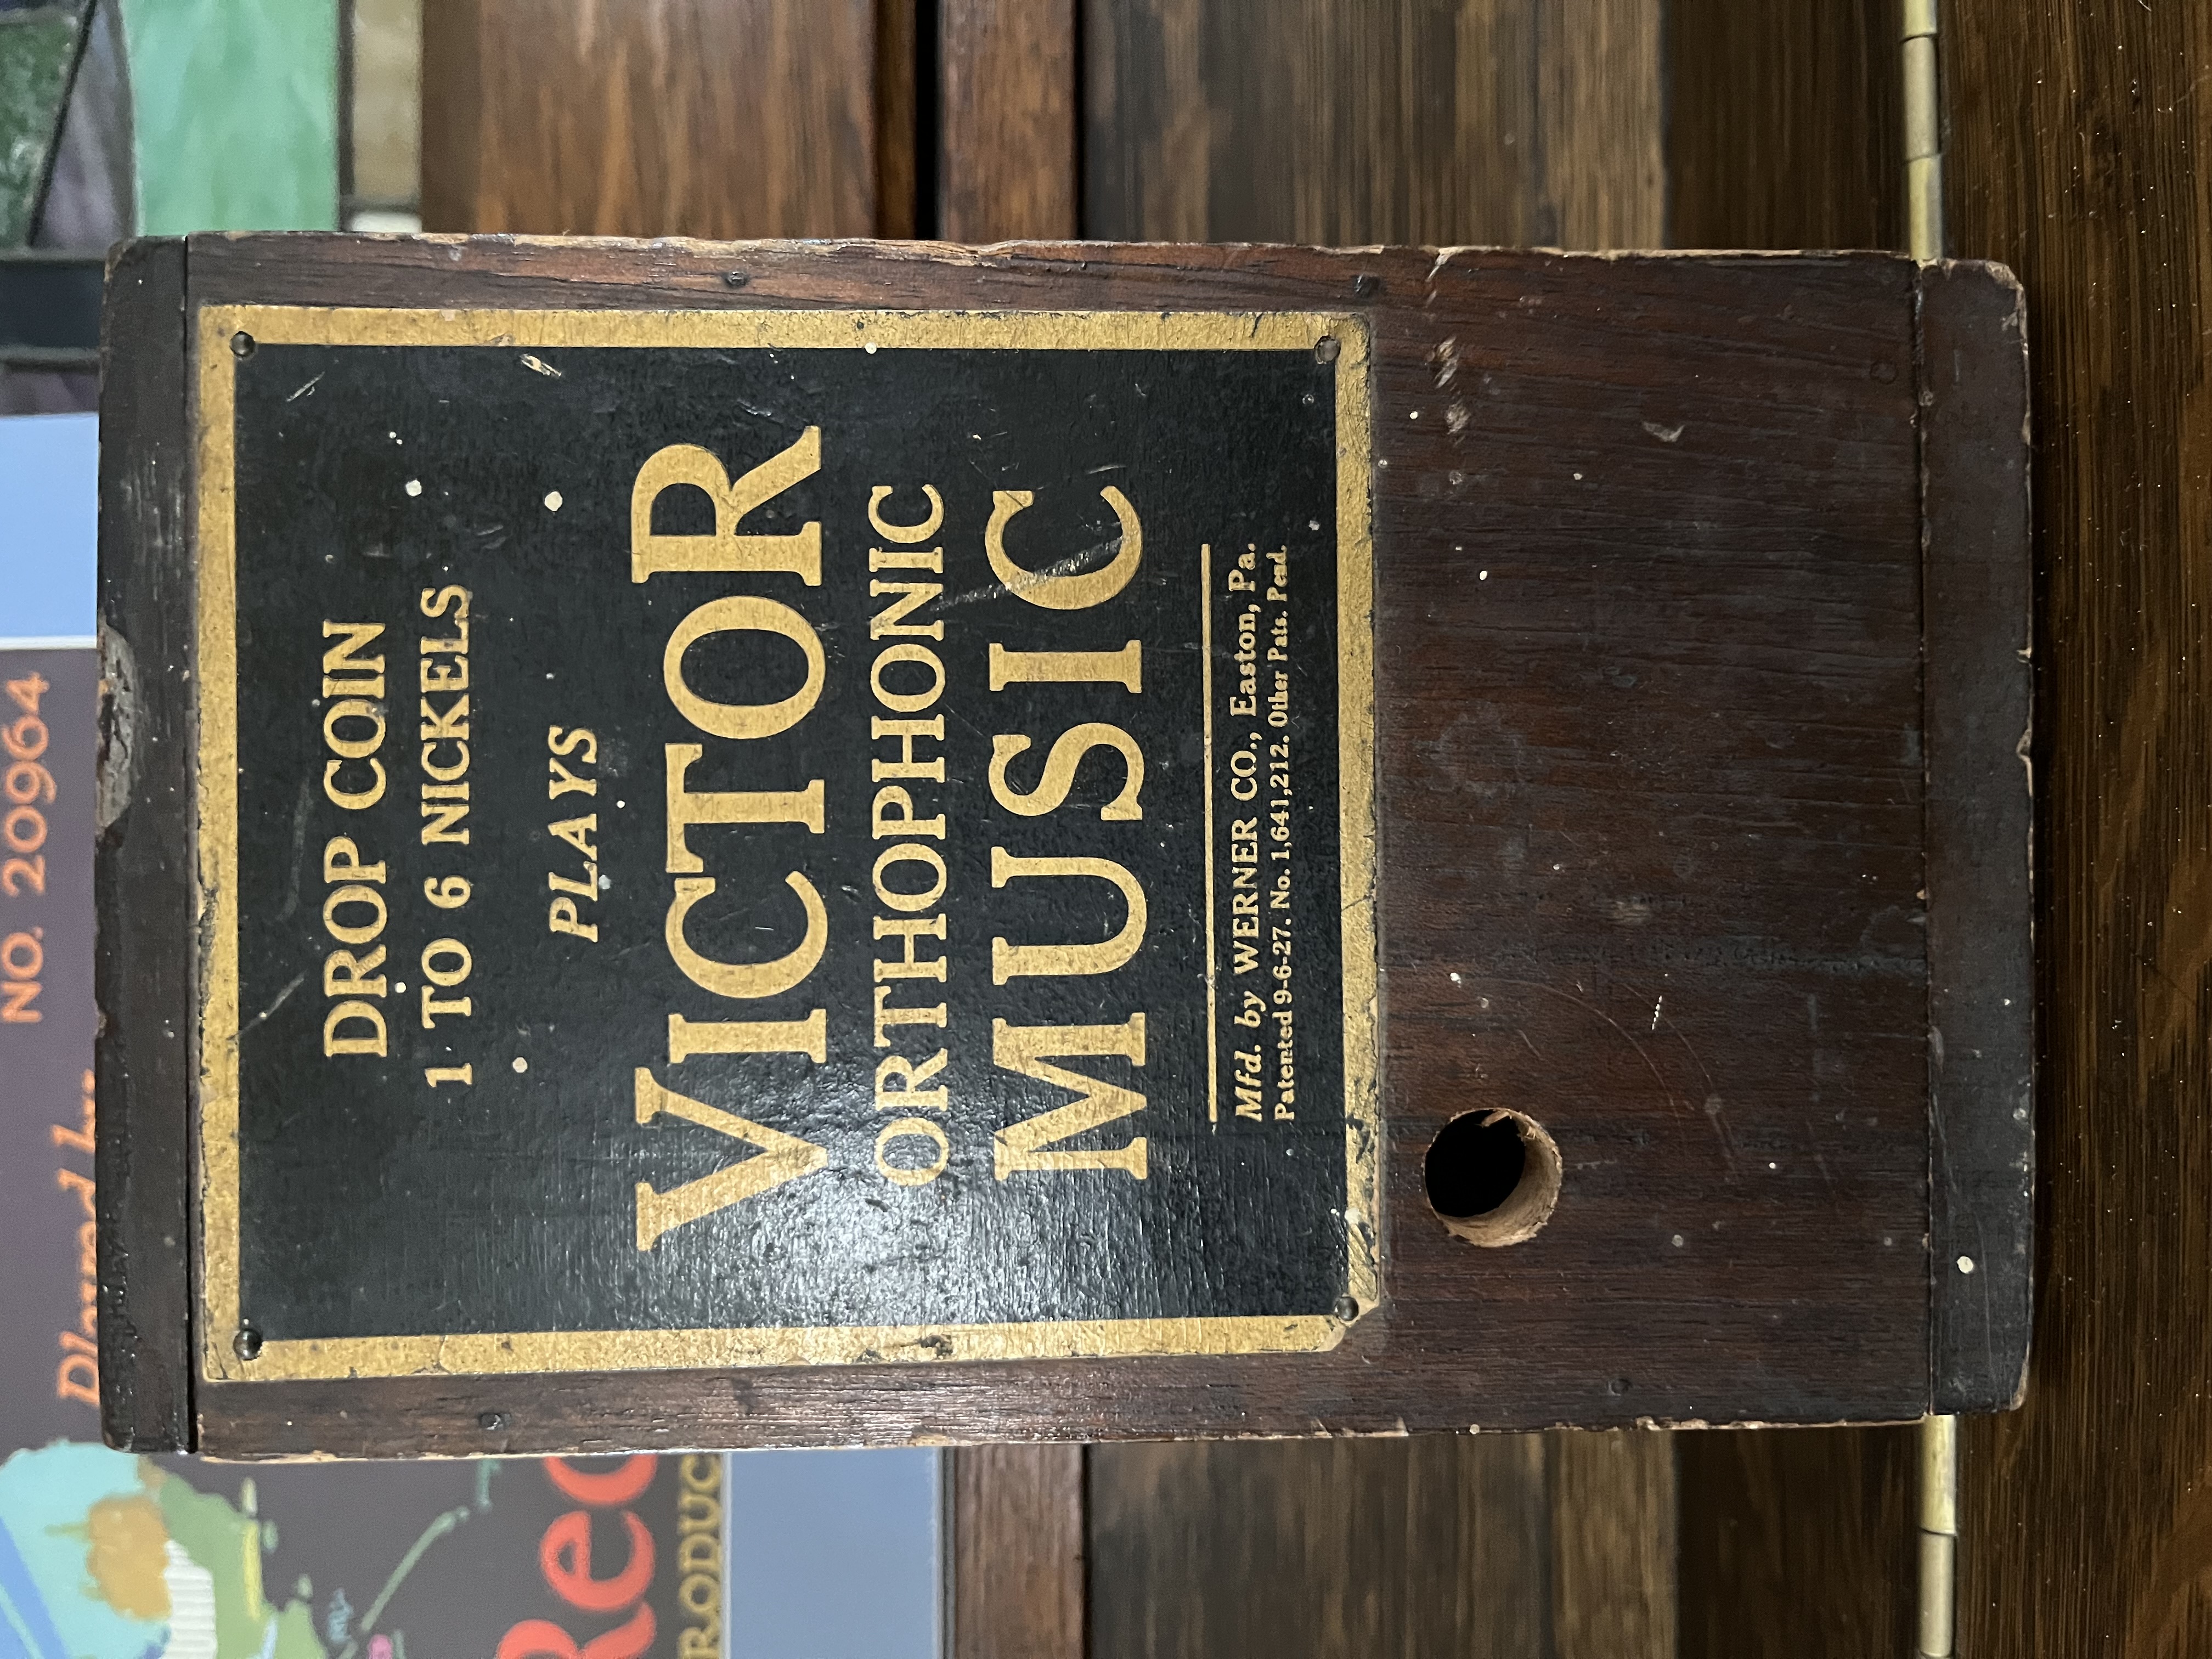 DROP COIN
1 TO 6 NICKELS
PLAYS
VICTOR
ORTHOPHONIC
MUSIC
Mfd. by WERNER CO., Easton, Pa.
Patented 9-6-27. No. 1,641,212. Other Pats. Pend.
NO. 20964